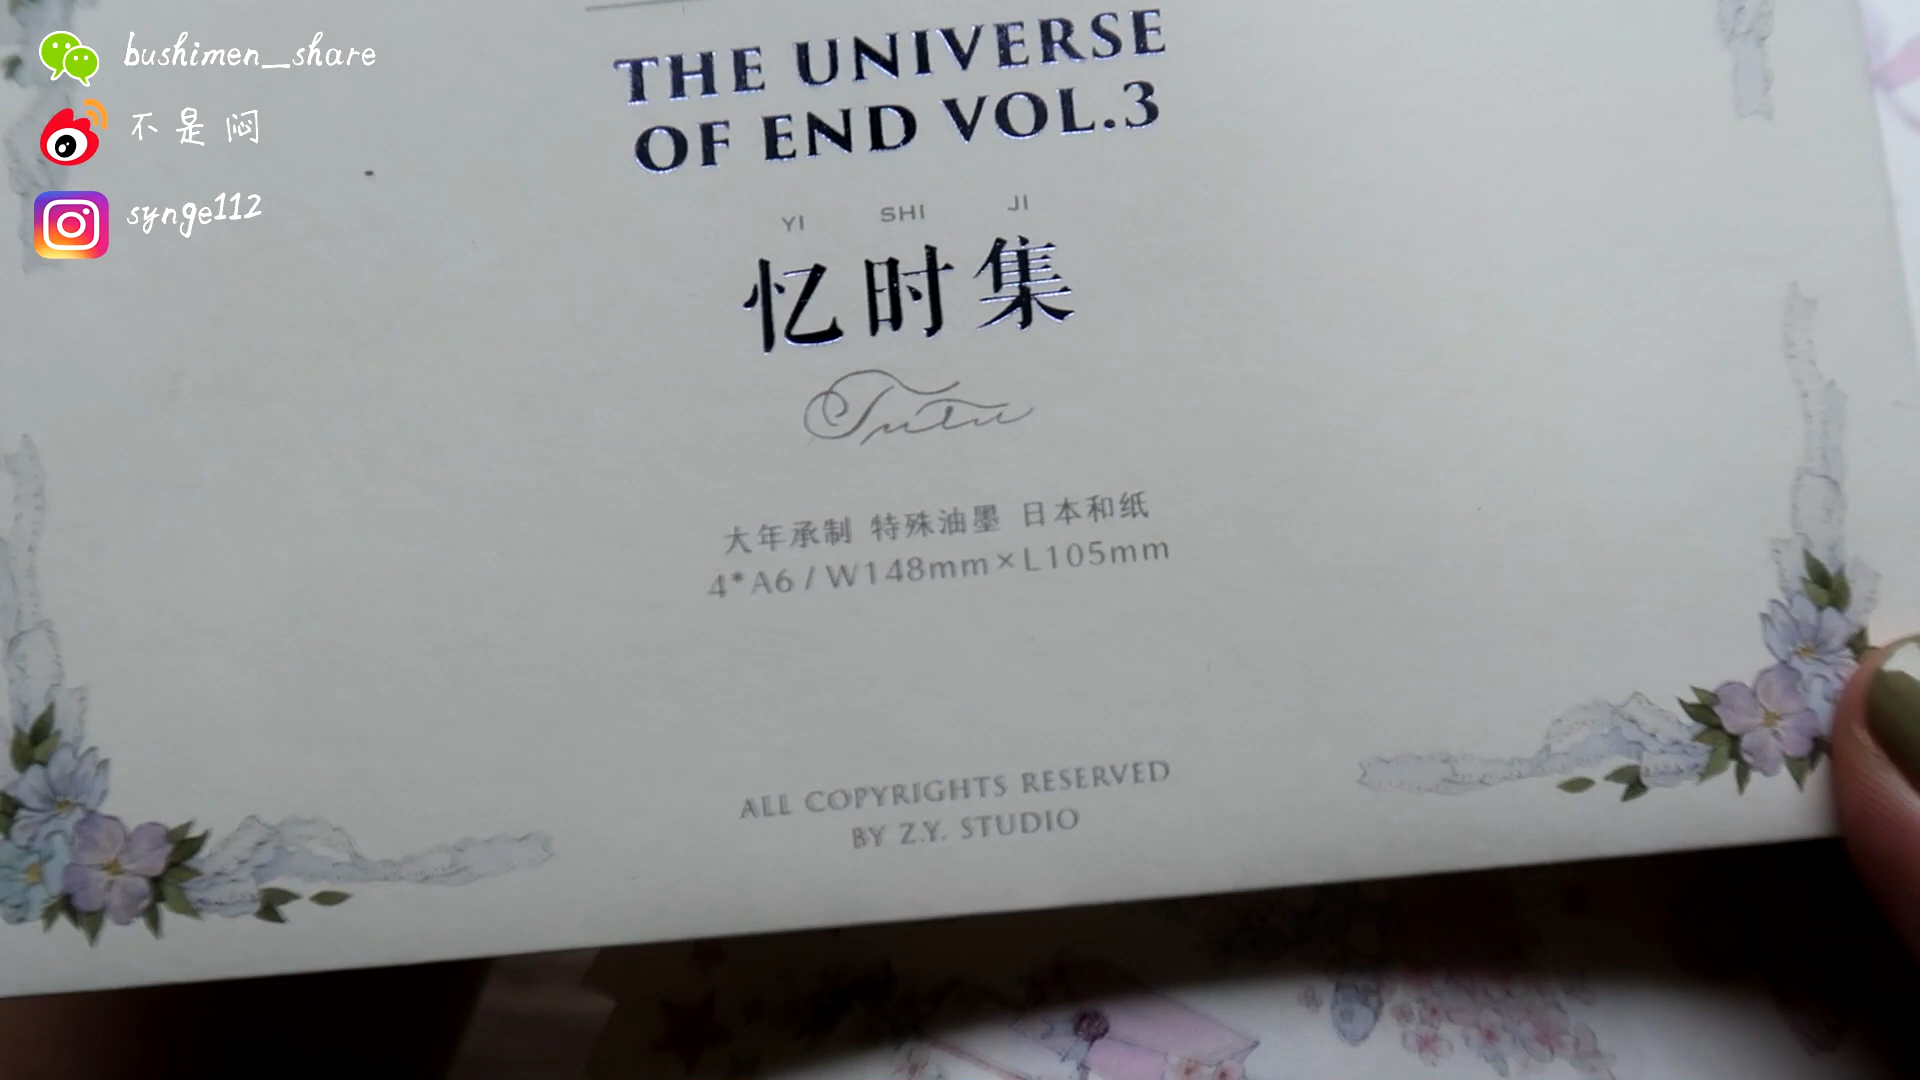 bushimen_share
不是闷
synge112
THE UNIVERSE
OF END VOL.3
YI SHI JI
忆时集
Tutu
大年承制 特殊油墨 日本和纸
4*A6/W148mm×L105mm
ALL COPYRIGHTS RESERVED
BY Z.Y. STUDIO